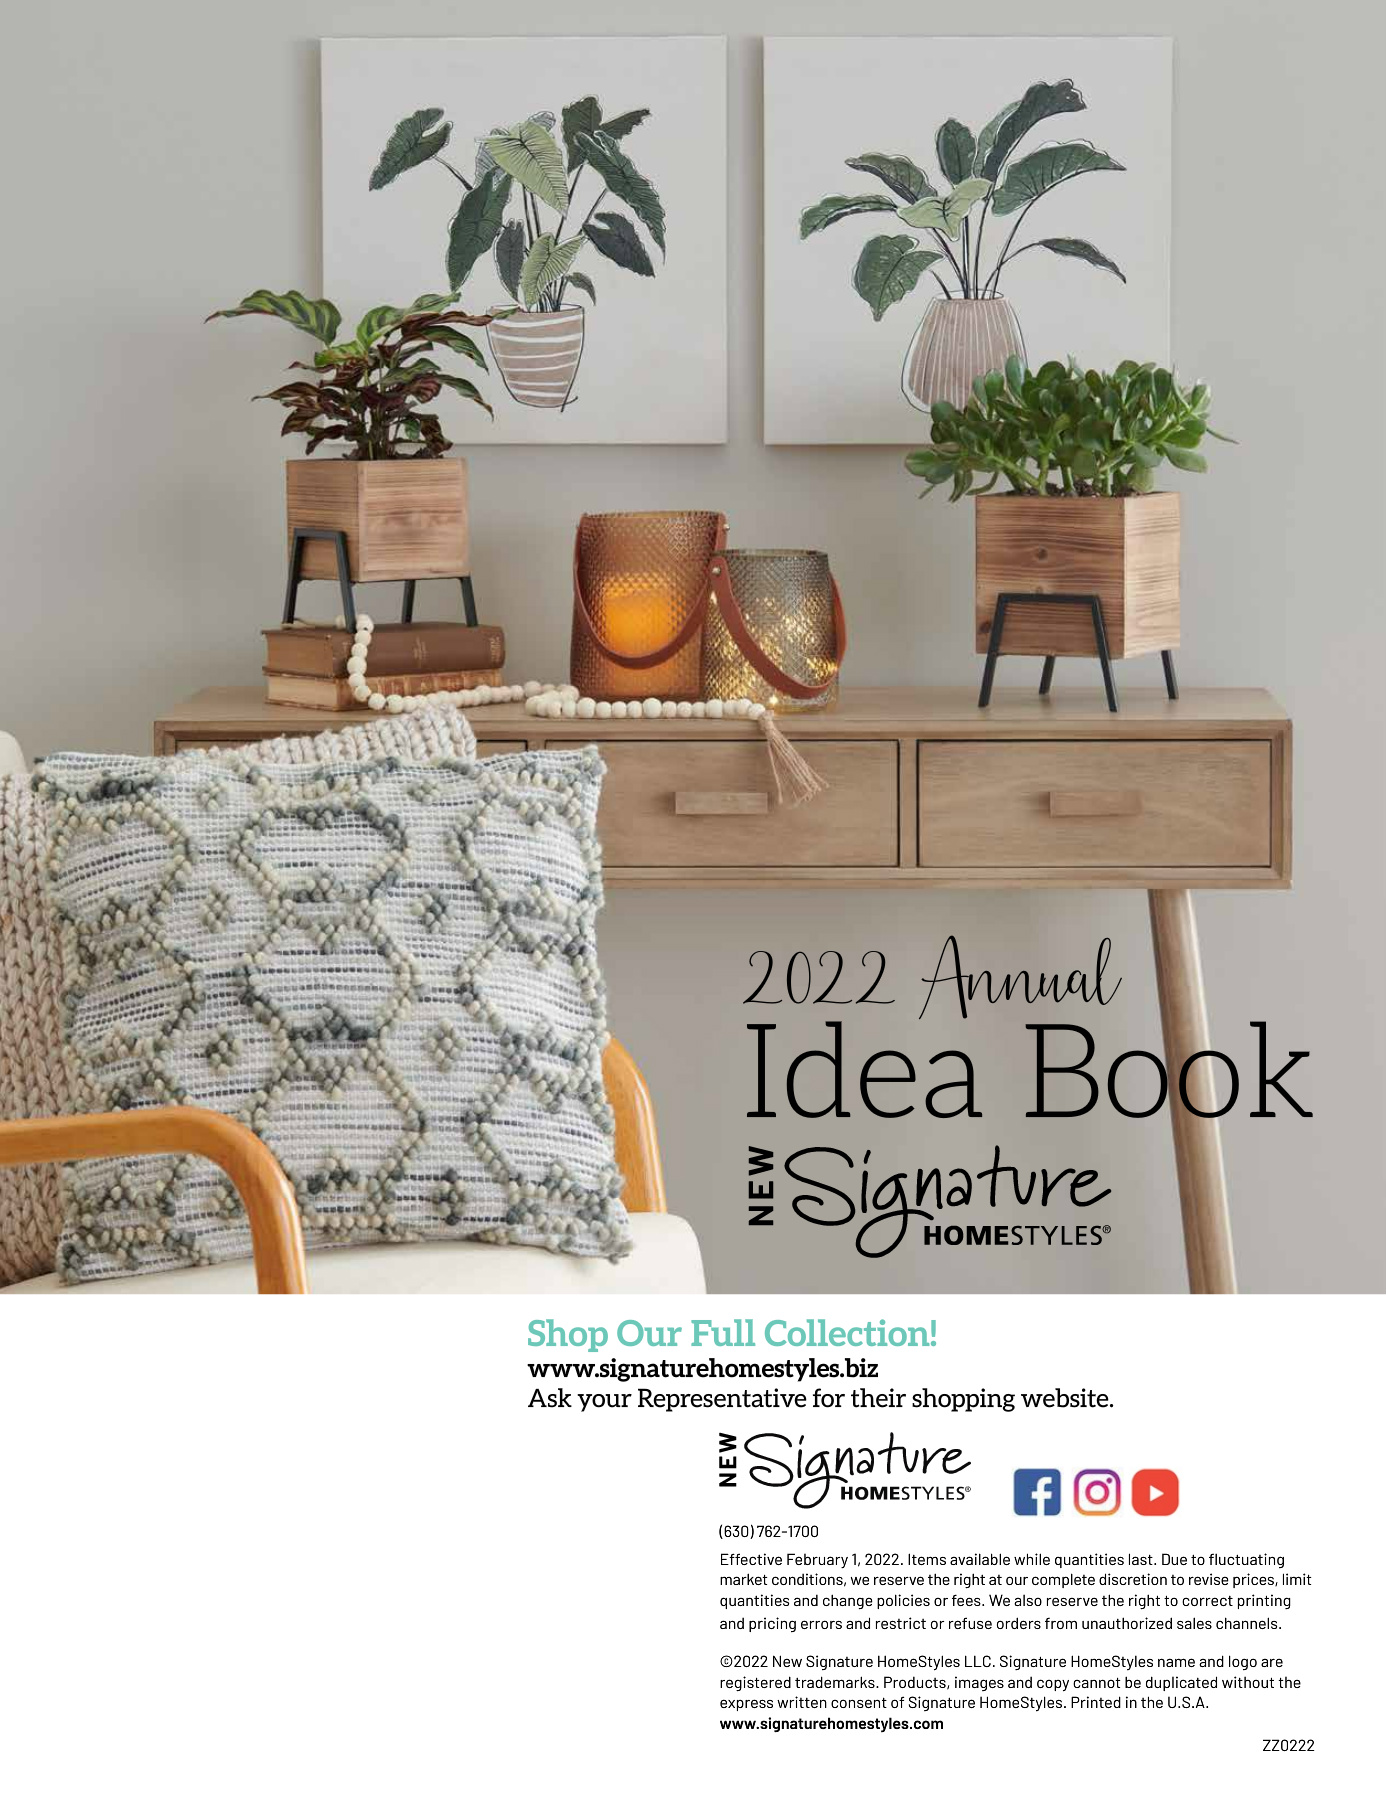 2022 Annual
Idea Book
NEW Signature
HOMESTYLES®
Shop Our Full Collection!
www.signaturehomestyles.biz
Ask your Representative for their shopping website.
NEW Signature
HOMESTYLES®
(630) 762-1700
Effective February 1, 2022. Items available while quantities last. Due to fluctuating
market conditions, we reserve the right at our complete discretion to revise prices, limit
quantities and change policies or fees. We also reserve the right to correct printing
and pricing errors and restrict or refuse orders from unauthorized sales channels.
©2022 New Signature HomeStyles LLC. Signature HomeStyles name and logo are
registered trademarks. Products, images and copy cannot be duplicated without the
express written consent of Signature HomeStyles. Printed in the U.S.A.
www.signaturehomestyles.com
ZZ0222